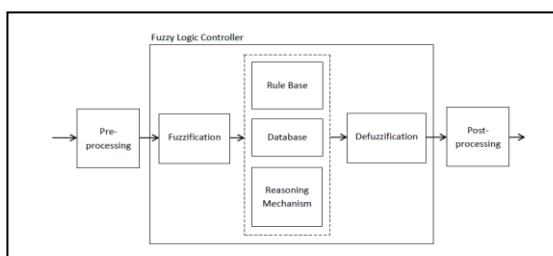 Fuzzy Logic Controller
Pre-
processing
Fuzzification
Rule Base
Database
Reasoning
Mechanism
Defuzzification
Post-
processing